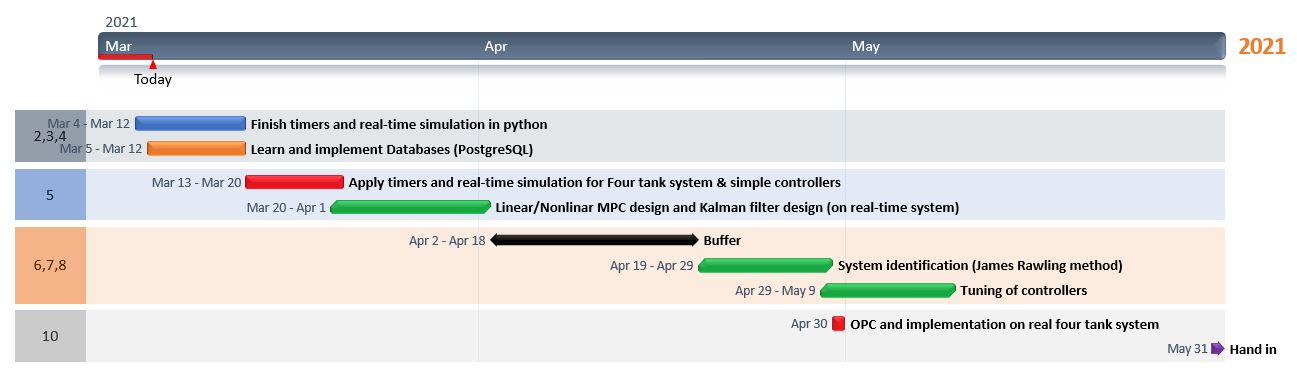 2021
Mar Apr May 2021
Today
2,3,4
Mar 4 - Mar 12 Finish timers and real-time simulation in python
Mar 5 - Mar 12 Learn and implement Databases (PostgreSQL)
5
Mar 13 - Mar 20 Apply timers and real-time simulation for Four tank system & simple controllers
Mar 20 - Apr 1 Linear/Nonlinar MPC design and Kalman filter design (on real-time system)
6,7,8
Apr 2 - Apr 18 Buffer
Apr 19 - Apr 29 System identification (James Rawling method)
Apr 29 - May 9 Tuning of controllers
10
Apr 30 OPC and implementation on real four tank system
May 31 Hand in